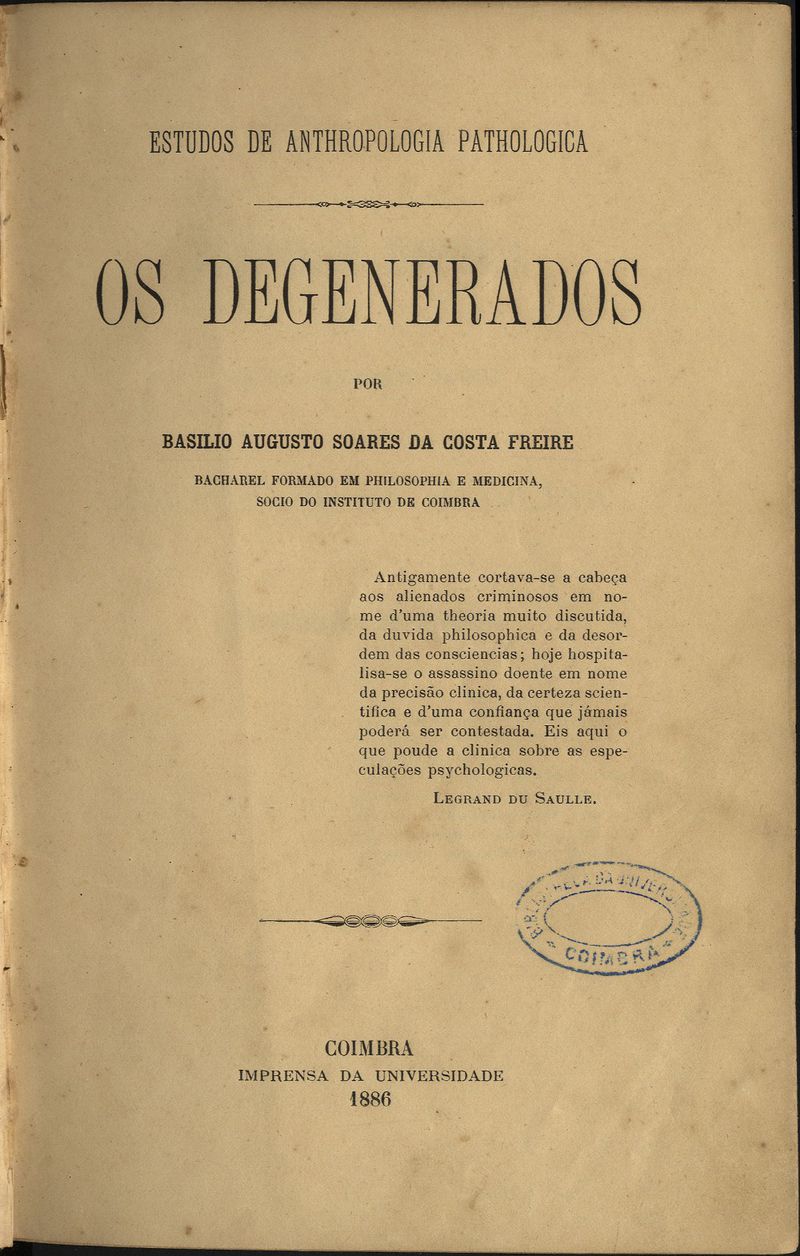 ESTUDOS DE ANTHROPOLOGIA PATHOLOGICA
OS DEGENERADOS
POR
BASILIO AUGUSTO SOARES DA COSTA FREIRE
BACHAREL FORMADO EM PHILOSOPHIA E MEDICINA,
SOCIO DO INSTITUTO DE COIMBRA
Antigamente cortava-se a cabeça
aos alienados criminosos em no-
me d'uma theoria muito discutida,
da duvida philosophica e da desor-
dem das consciencias; hoje hospita-
lisa-se o assassino doente em nome
da precisão clinica, da certeza scien-
tifica e d'uma confiança que jámais
poderá ser contestada. Eis aqui o
que poude a clinica sobre as espe-
culações psychologicas.
LEGRAND DU SAULLE.
COIMBRA
COIMBRA
IMPRENSA DA UNIVERSIDADE
1886